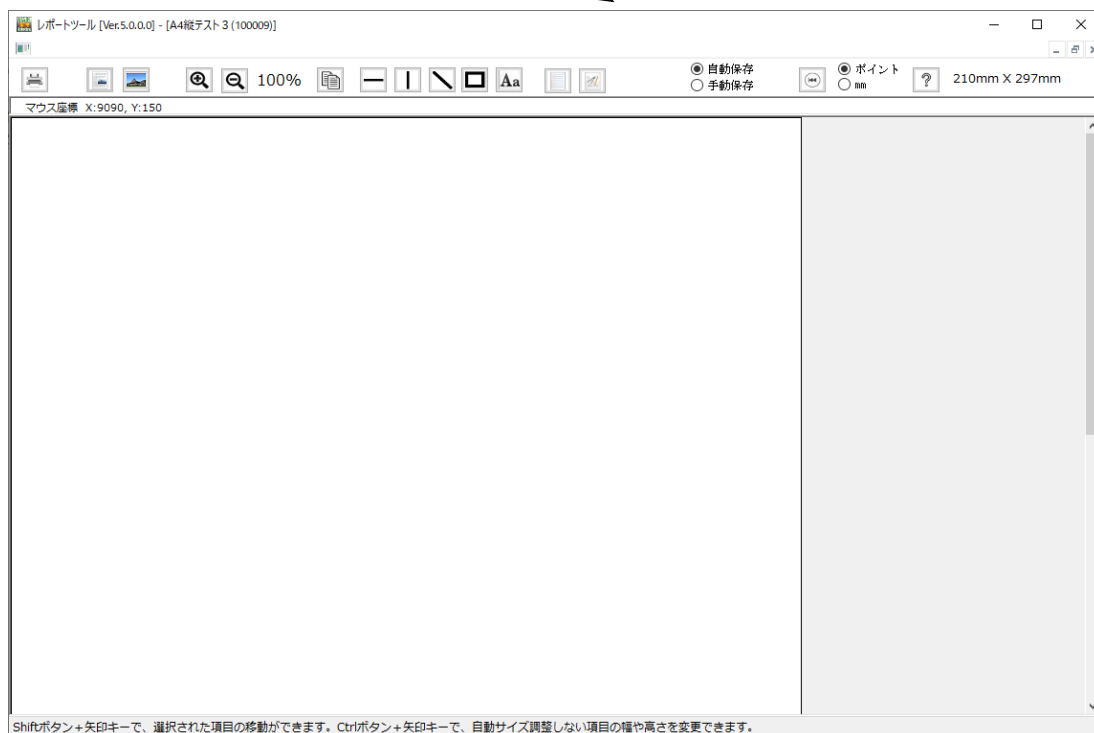 レポートツール [Ver.5.0.0.0] - [A4縦テスト３(100009)]
100% Aa
自動保存
手動保存
ポイント
mm
? 210mm X 297mm
マウス座標 X:9090, Y:150
Shiftボタン+矢印キーで、選択された項目の移動ができます。Ctrlボタン+矢印キーで、自動サイズ調整しない項目の幅や高さを変更できます。